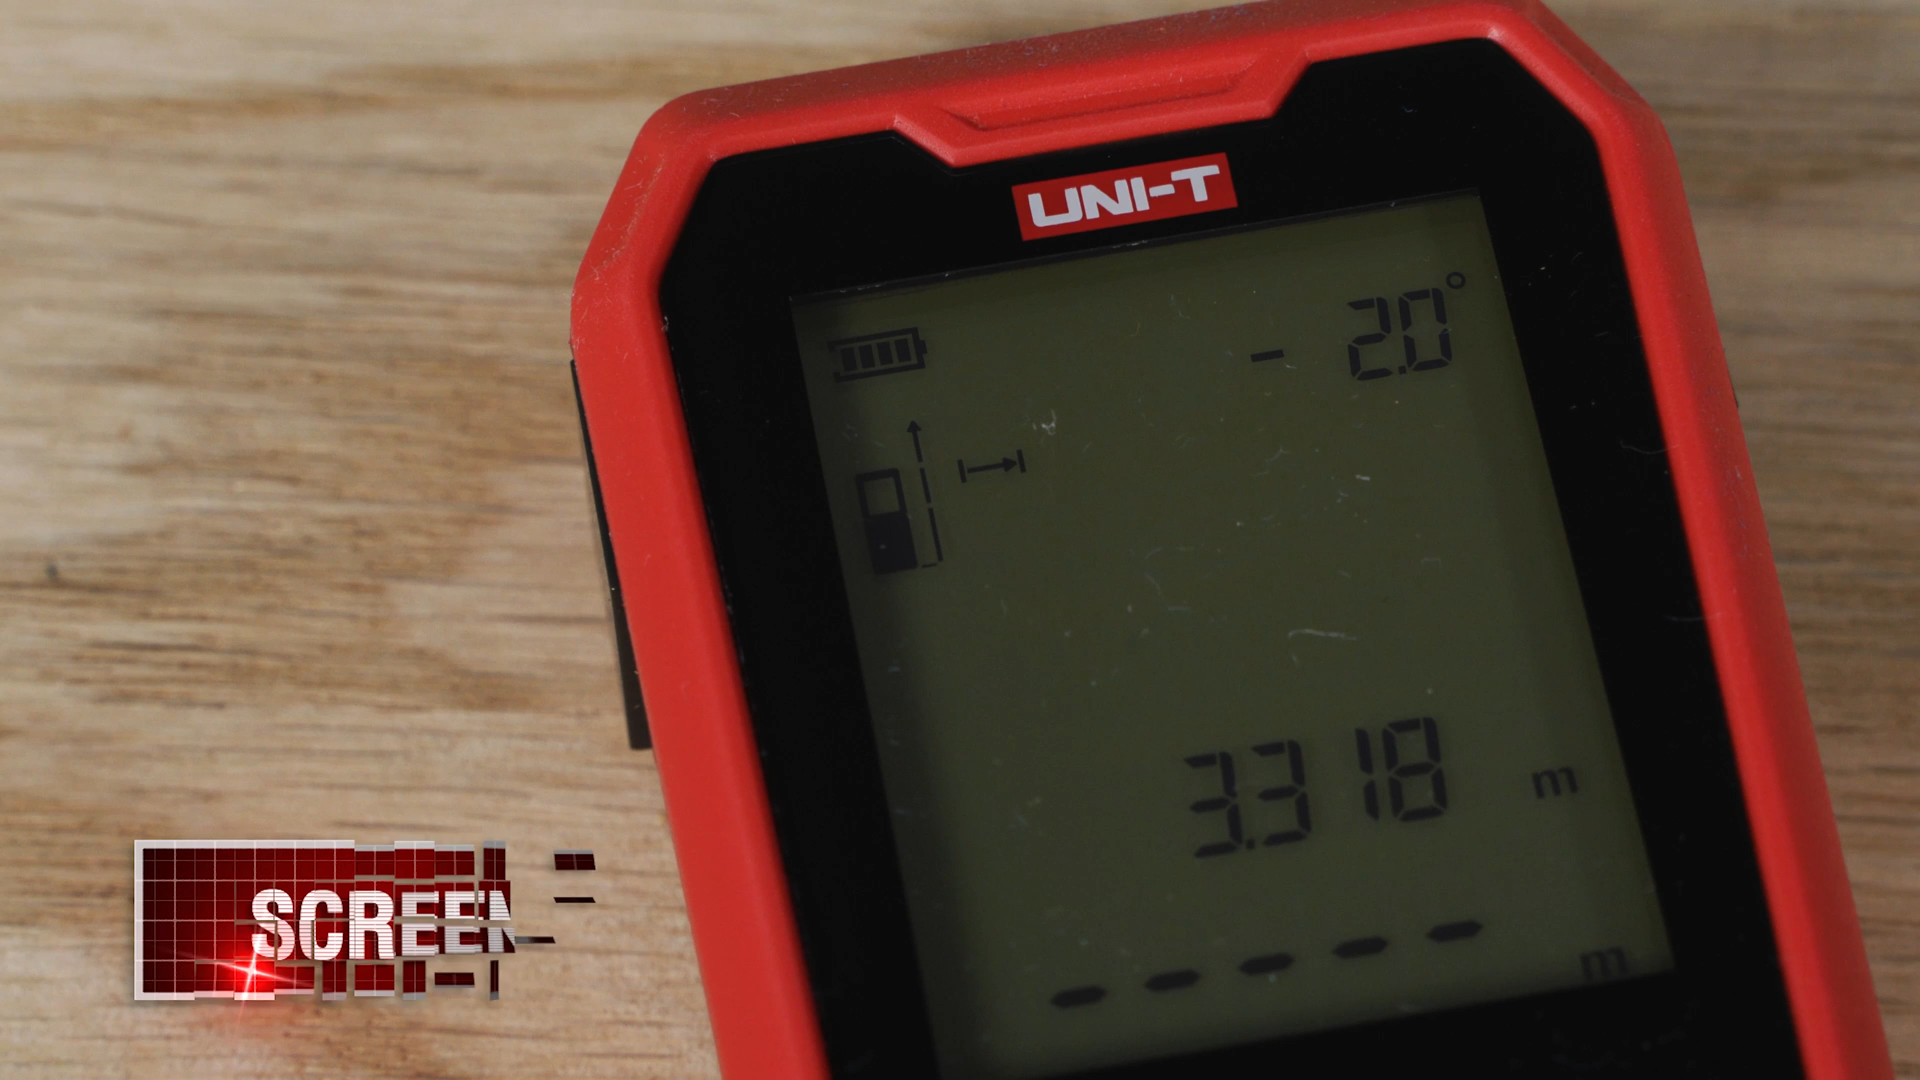 UNI-T
- 2.0°
3.318 m
- - - - - m
SCREEN